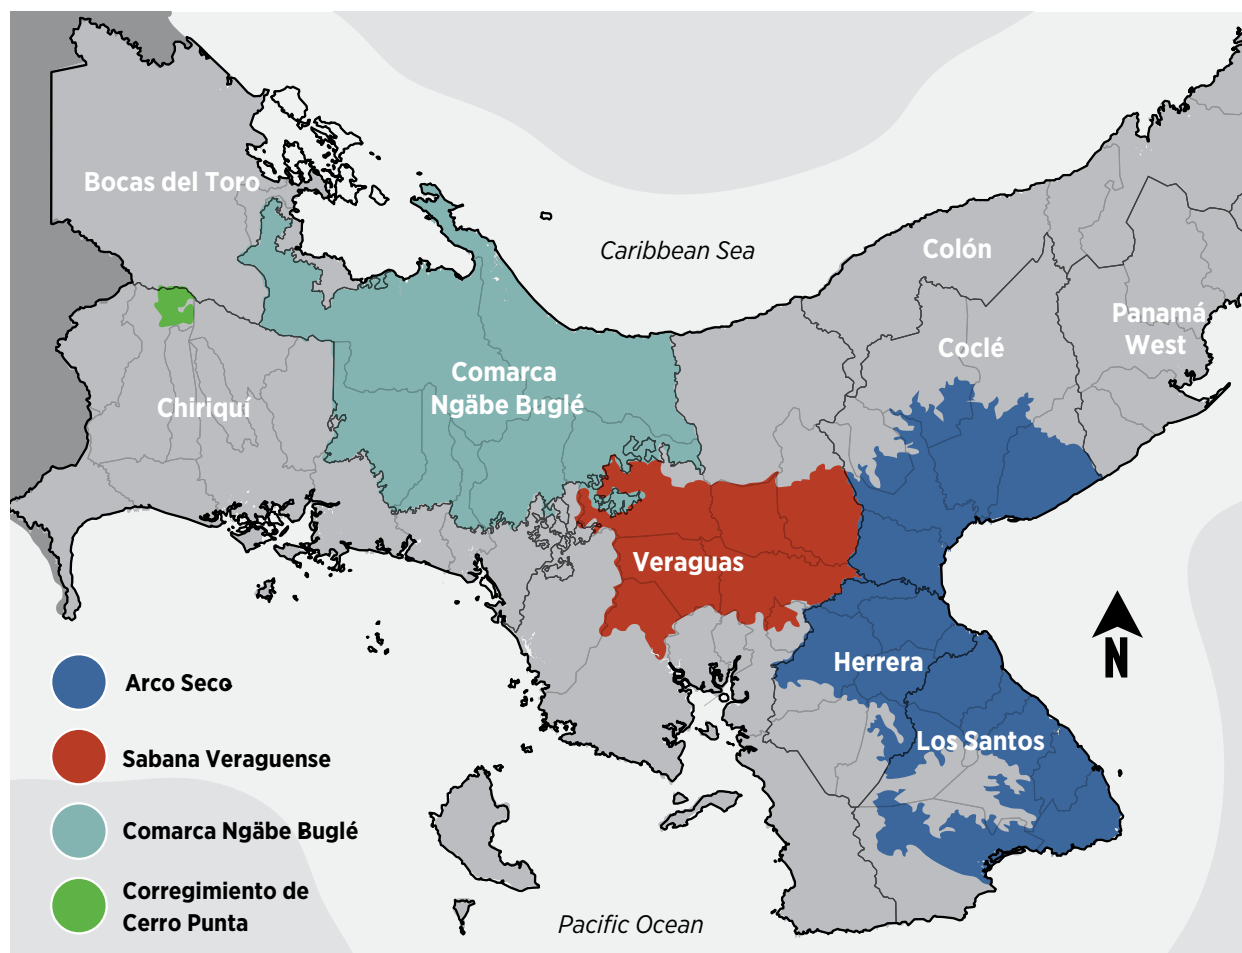 Bocas del Toro
Caribbean Sea
Colón
Panamá
West
Coclé
Comarca
Ngäbe Buglé
Chiriquí
Veraguas
Herrera
Los Santos
N
Arco Seco
Sabana Veraguense
Comarca Ngäbe Buglé
Corregimiento de
Cerro Punta
Pacific Ocean